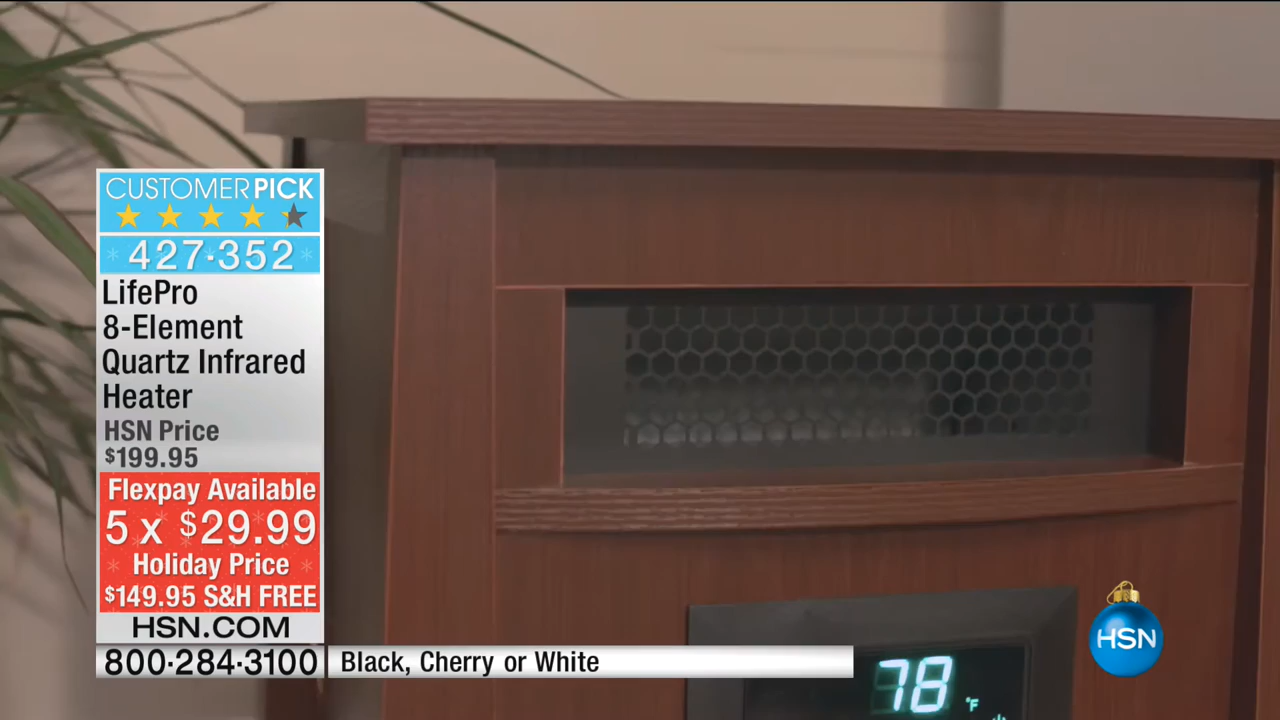 CUSTOMERPICK
427·352
LifePro
8-Element
Quartz Infrared
Heater
HSN Price
$199.95
Flexpay Available
5 x $29.99
Holiday Price
$149.95 S&H FREE
HSN.COM
800·284·3100
Black, Cherry or White
HSN
78
°F